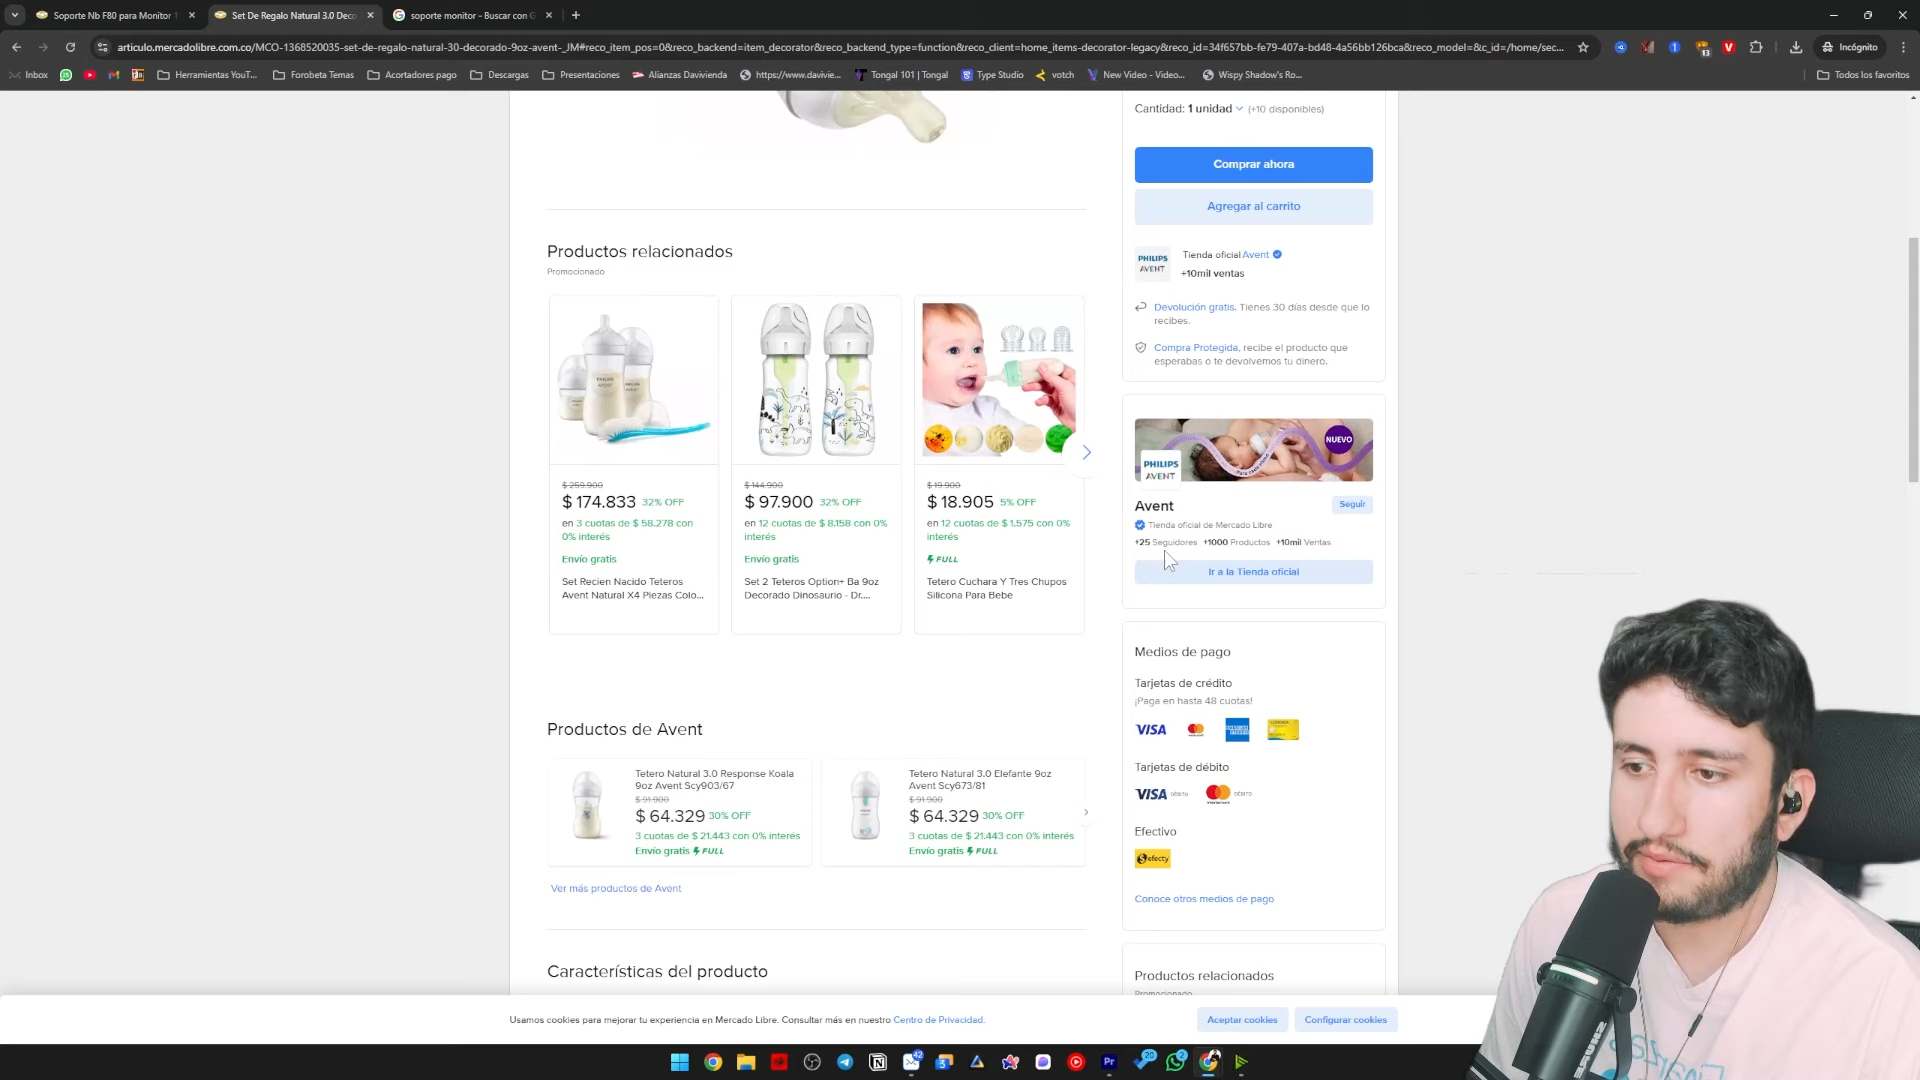 Soporte Nb F80 para Monitor 1
Set De Regalo Natural 3.0 Deco
soporte monitor - Buscar con G
articulo.mercadolibre.com.co/MCO-1368520035-set-de-regalo-natural-30-decorado-9oz-avent-_JM#reco_item_pos=0&reco_backend=item_decorator&reco_backend_type=function&reco_client=home_items-decorator-legacy&reco_id=34f657bb-fe79-407a-bd48-4a56bb126bca&reco_model=&c_id=/home/sec...
Incógnito
Inbox
Herramientas YouT...
Forobeta Temas
Acortadores pago
Descargas
Presentaciones
Alianzas Davivienda
https://www.davivie...
Tongal 101 | Tongal
Type Studio
votch
New Video - Video...
Wispy Shadow's Ro...
Todos los favoritos
Cantidad: 1 unidad (+10 disponibles)
Comprar ahora
Agregar al carrito
PHILIPS
AVENT
Tienda oficial Avent
+10mil ventas
Devolución gratis. Tienes 30 días desde que lo
recibes.
Compra Protegida, recibe el producto que
esperabas o te devolvemos tu dinero.
Productos relacionados
Promocionado
$ 259.900
$ 174.833 32% OFF
en 3 cuotas de $ 58.278 con
0% interés
Envío gratis
Set Recien Nacido Teteros
Avent Natural X4 Piezas Colo...
$ 144.900
$ 97.900 32% OFF
en 12 cuotas de $ 8.158 con 0%
interés
Envío gratis
Set 2 Teteros Option+ Ba 9oz
Decorado Dinosaurio - Dr....
$ 19.900
$ 18.905 5% OFF
en 12 cuotas de $ 1.575 con 0%
interés
FULL
Tetero Cuchara Y Tres Chupos
Silicona Para Bebe
NUEVO
PHILIPS
AVENT
Avent
Seguir
Tienda oficial de Mercado Libre
+25 Seguidores +1000 Productos +10mil Ventas
Ir a la Tienda oficial
Medios de pago
Tarjetas de crédito
¡Paga en hasta 48 cuotas!
VISA
Tarjetas de débito
VISA
Efectivo
efecty
Conoce otros medios de pago
Productos de Avent
Tetero Natural 3.0 Response Koala
9oz Avent Scy903/67
$ 91.900
$ 64.329 30% OFF
3 cuotas de $ 21.443 con 0% interés
Envío gratis FULL
Tetero Natural 3.0 Elefante 9oz
Avent Scy673/81
$ 91.900
$ 64.329 30% OFF
3 cuotas de $ 21.443 con 0% interés
Envío gratis FULL
Ver más productos de Avent
Características del producto
Productos relacionados
Promocionado
Usamos cookies para mejorar tu experiencia en Mercado Libre. Consultar más en nuestro Centro de Privacidad.
Aceptar cookies
Configurar cookies
42
20
2
Pr